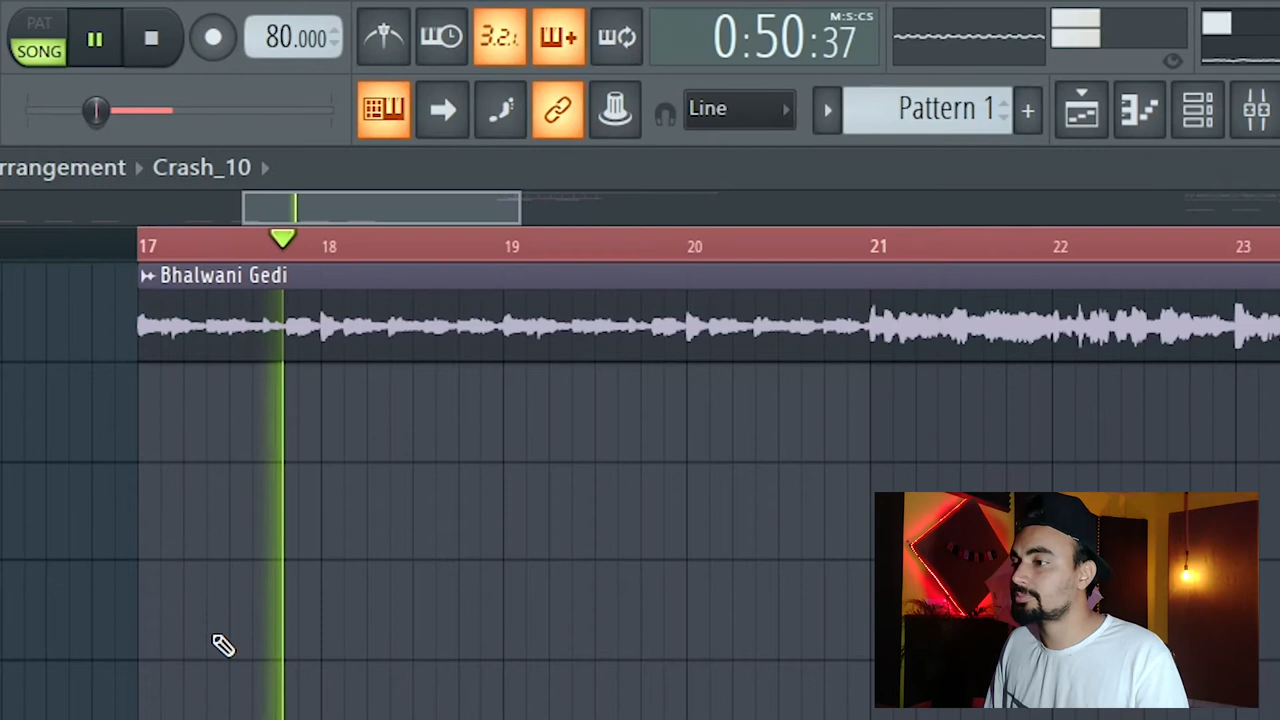 PAT
SONG
80.000
3.2.
M:S:CS
0:50:37
Line
Pattern 1
rrangement
Crash_10
17
18
19
20
21
22
23
Bhalwani Gedi